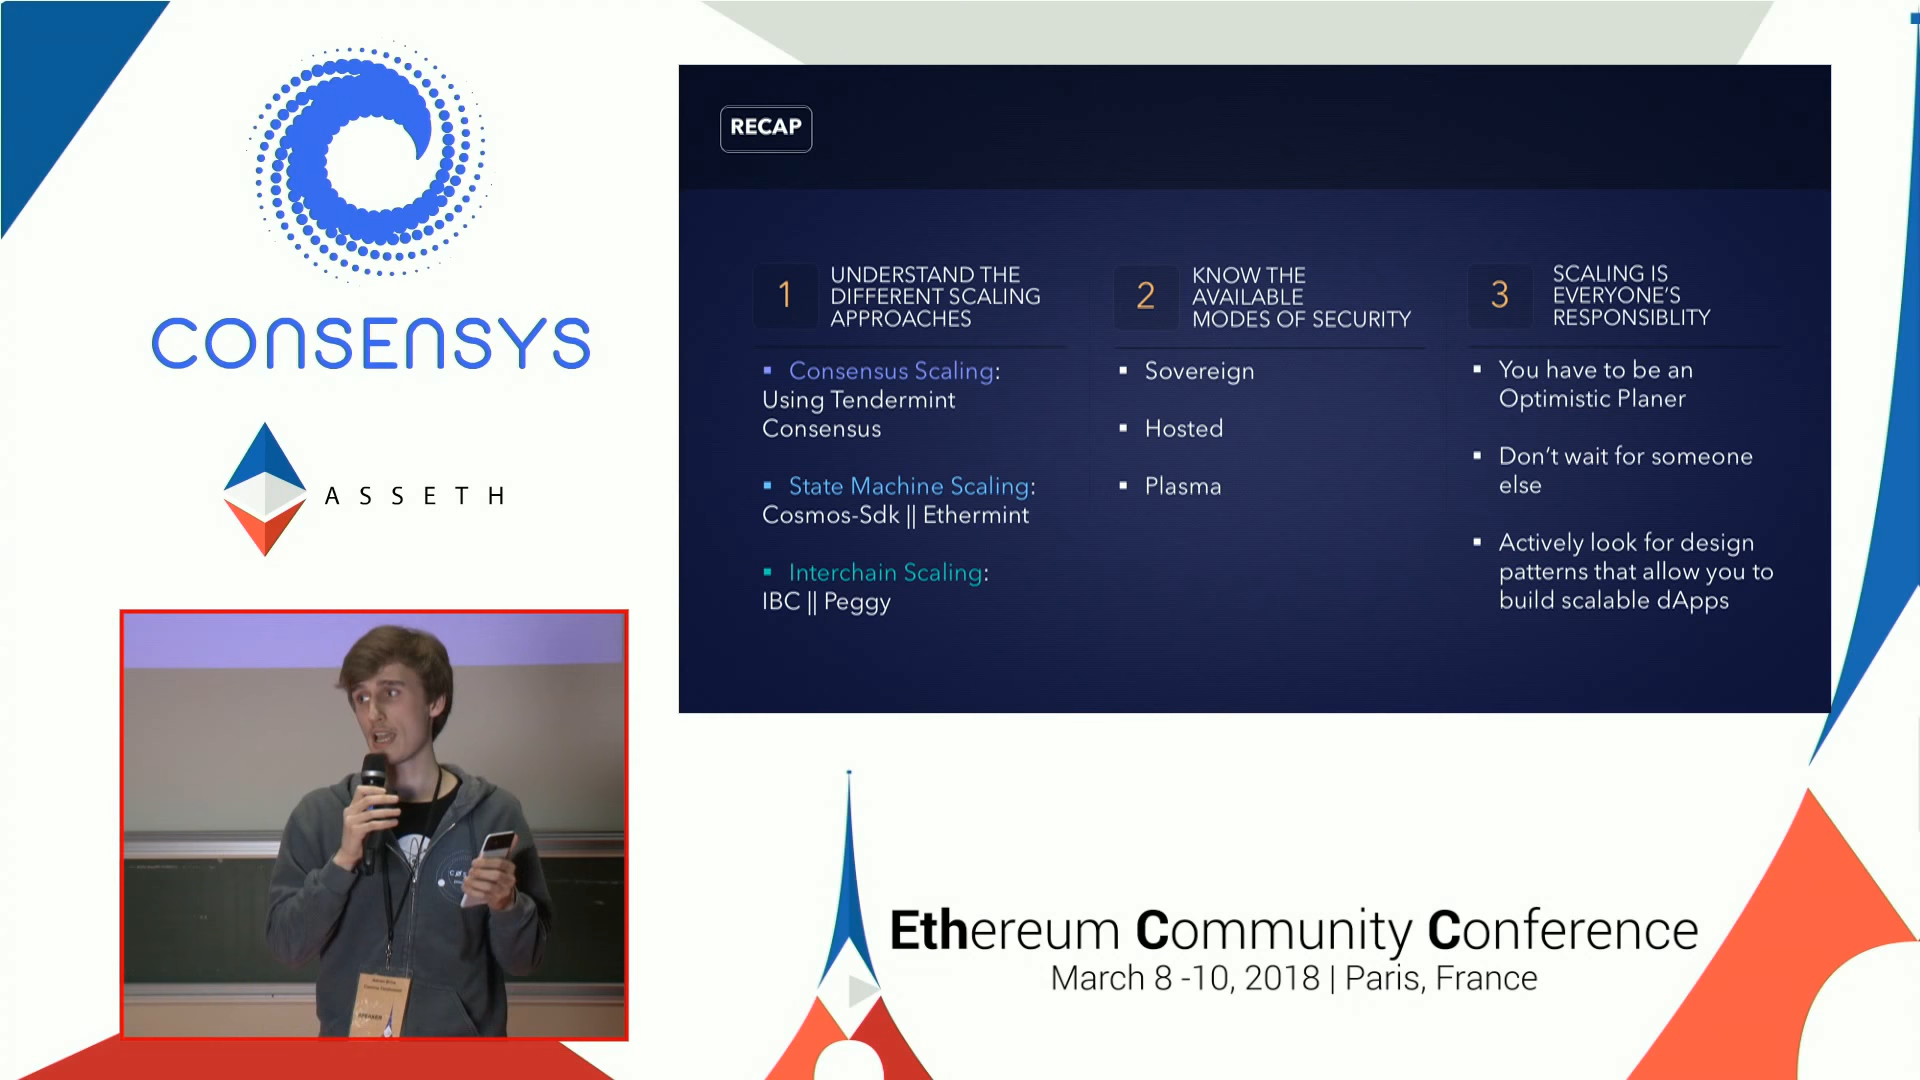 CONSENSYS
ASSETH
RECAP
1
UNDERSTAND THE
DIFFERENT SCALING
APPROACHES
▪ Consensus Scaling:
Using Tendermint
Consensus
▪ State Machine Scaling:
Cosmos-Sdk || Ethermint
▪ Interchain Scaling:
IBC || Peggy
2
KNOW THE
AVAILABLE
MODES OF SECURITY
▪ Sovereign
▪ Hosted
▪ Plasma
3
SCALING IS
EVERYONE'S
RESPONSIBLITY
▪ You have to be an
Optimistic Planer
▪ Don't wait for someone
else
▪ Actively look for design
patterns that allow you to
build scalable dApps
SPEAKER
Ethereum Community Conference
March 8 -10, 2018 | Paris, France